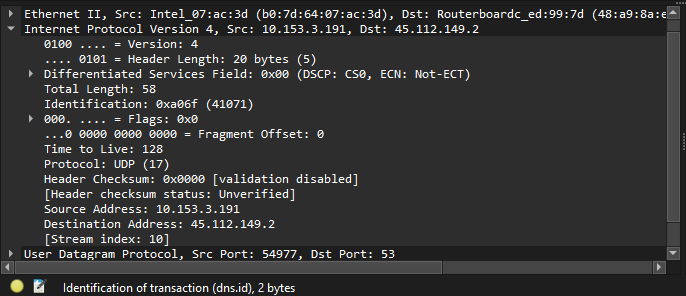 Ethernet II, Src: Intel_07:ac:3d (b0:7d:64:07:ac:3d), Dst: Routerboardc_ed:99:7d (48:a9:8a:e
Internet Protocol Version 4, Src: 10.153.3.191, Dst: 45.112.149.2
0100 .... = Version: 4
.... 0101 = Header Length: 20 bytes (5)
Differentiated Services Field: 0x00 (DSCP: CS0, ECN: Not-ECT)
Total Length: 58
Identification: 0xa06f (41071)
000. .... = Flags: 0x0
...0 0000 0000 0000 = Fragment Offset: 0
Time to Live: 128
Protocol: UDP (17)
Header Checksum: 0x0000 [validation disabled]
[Header checksum status: Unverified]
Source Address: 10.153.3.191
Destination Address: 45.112.149.2
[Stream index: 10]
User Datagram Protocol, Src Port: 54977, Dst Port: 53
Identification of transaction (dns.id), 2 bytes